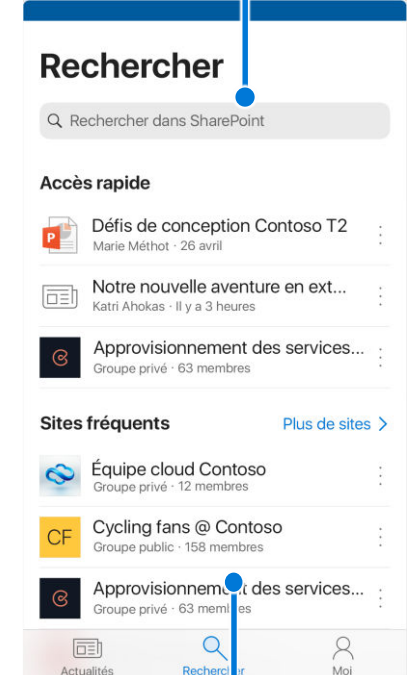 Rechercher
Rechercher dans SharePoint
Accès rapide
Défis de conception Contoso T2
Marie Méthot · 26 avril
Notre nouvelle aventure en ext...
Katri Ahokas · Il y a 3 heures
Approvisionnement des services...
Groupe privé · 63 membres
Sites fréquents Plus de sites
Équipe cloud Contoso
Groupe privé · 12 membres
CF Cycling fans @ Contoso
Groupe public · 158 membres
Approvisionnement des services...
Groupe privé · 63 membres
Actualités Rechercher Moi